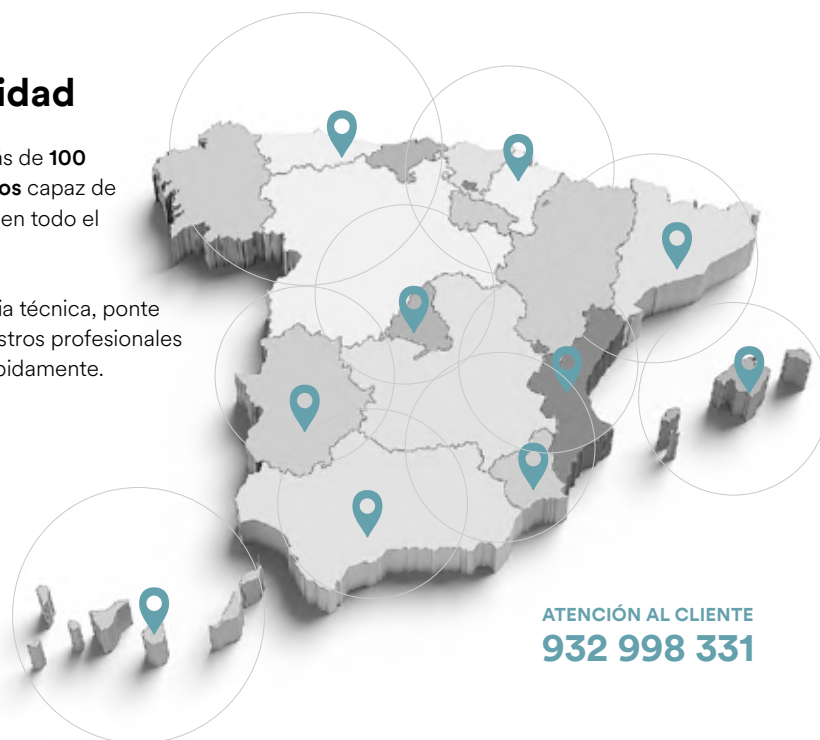 idad
ás de 100
os capaz de
en todo el
ia técnica, ponte
stros profesionales
pidamente.
ATENCIÓN AL CLIENTE
932 998 331